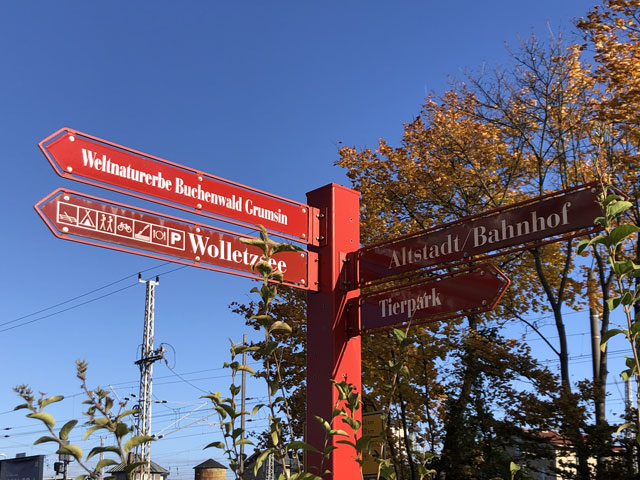 Weltnaturerbe Buchenwald Grumsin
P Wolletzsee
Altstadt/Bahnhof
Tierpark